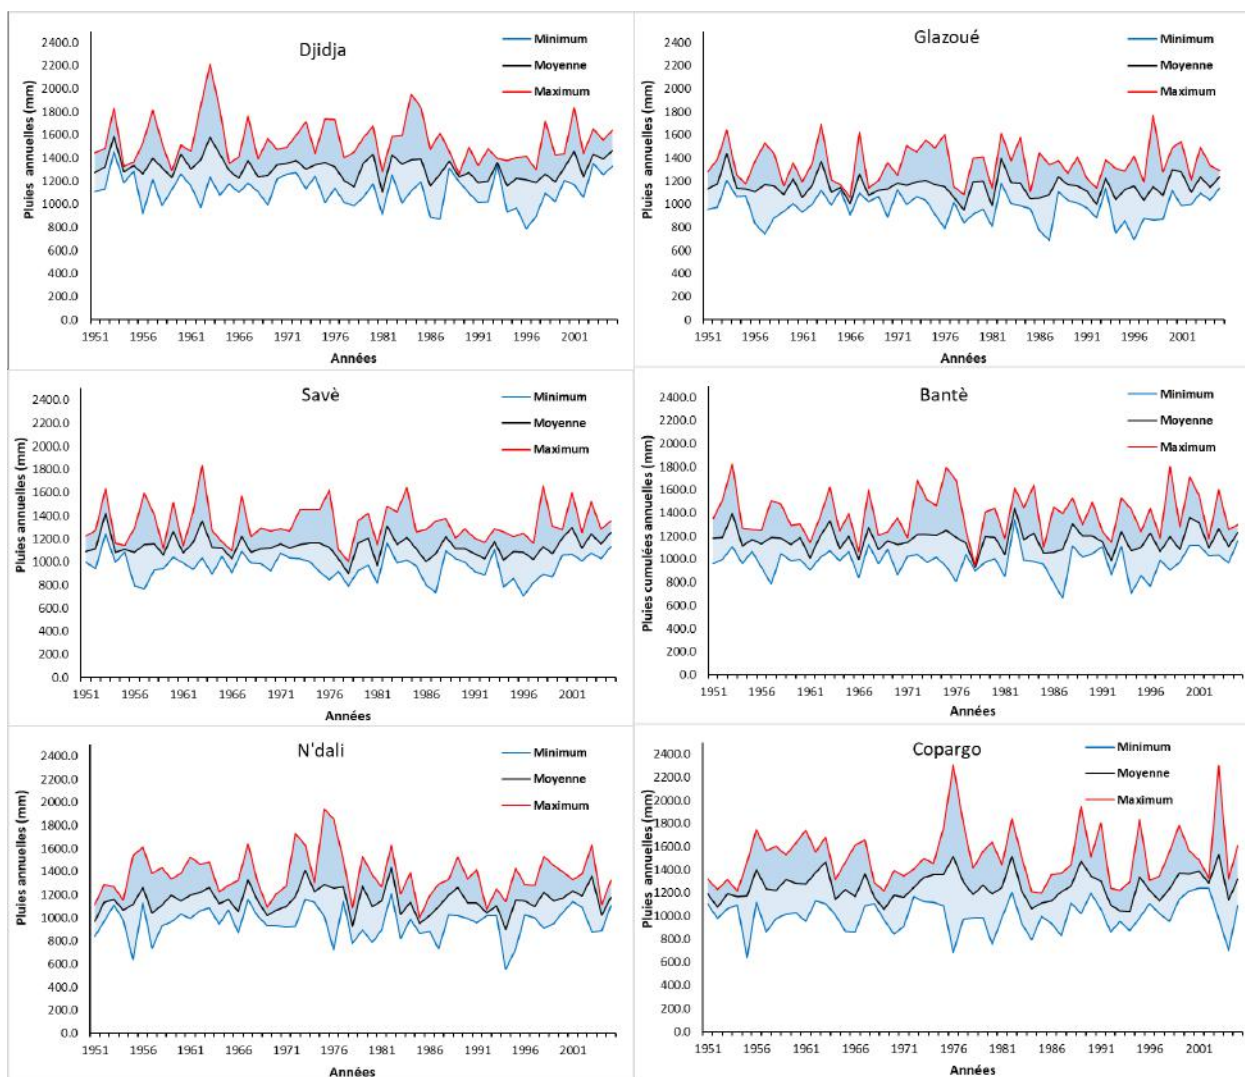 Djidja
Minimum
Moyenne
Maximum
Pluies annuelles (mm)
2400.0
2200.0
2000.0
1800.0
1600.0
1400.0
1200.0
1000.0
800.0
600.0
400.0
200.0
0.0
1951 1956 1961 1966 1971 1976 1981 1986 1991 1996 2001
Années
Glazoué
Minimum
Moyenne
Maximum
Pluies annuelles (mm)
2400
2200
2000
1800
1600
1400
1200
1000
800
600
400
200
0.0
1951 1956 1961 1966 1971 1976 1981 1986 1991 1996 2001
Années
Savè
Minimum
Moyenne
Maximum
Pluies annuelles (mm)
2400.0
2200.0
2000.0
1800.0
1600.0
1400.0
1200.0
1000.0
800.0
600.0
400.0
200.0
0.0
1951 1956 1961 1966 1971 1976 1981 1986 1991 1996 2001
Années
Bantè
Minimum
Moyenne
Maximum
Pluies cumulées annuelles (mm)
2400.0
2200.0
2000.0
1800.0
1600.0
1400.0
1200.0
1000.0
800.0
600.0
400.0
200.0
0.0
1951 1956 1961 1966 1971 1976 1981 1986 1991 1996 2001
Années
N'dali
Minimum
Moyenne
Maximum
Pluies annuelles (mm)
2400.0
2200.0
2000.0
1800.0
1600.0
1400.0
1200.0
1000.0
800.0
600.0
400.0
200.0
0.0
1951 1956 1961 1966 1971 1976 1981 1986 1991 1996 2001
Années
Copargo
Minimum
Moyenne
Maximum
Pluies annuelles (mm)
2400.0
2200.0
2000.0
1800.0
1600.0
1400.0
1200.0
1000.0
800.0
600.0
400.0
200.0
0.0
1951 1956 1961 1966 1971 1976 1981 1986 1991 1996 2001
Années